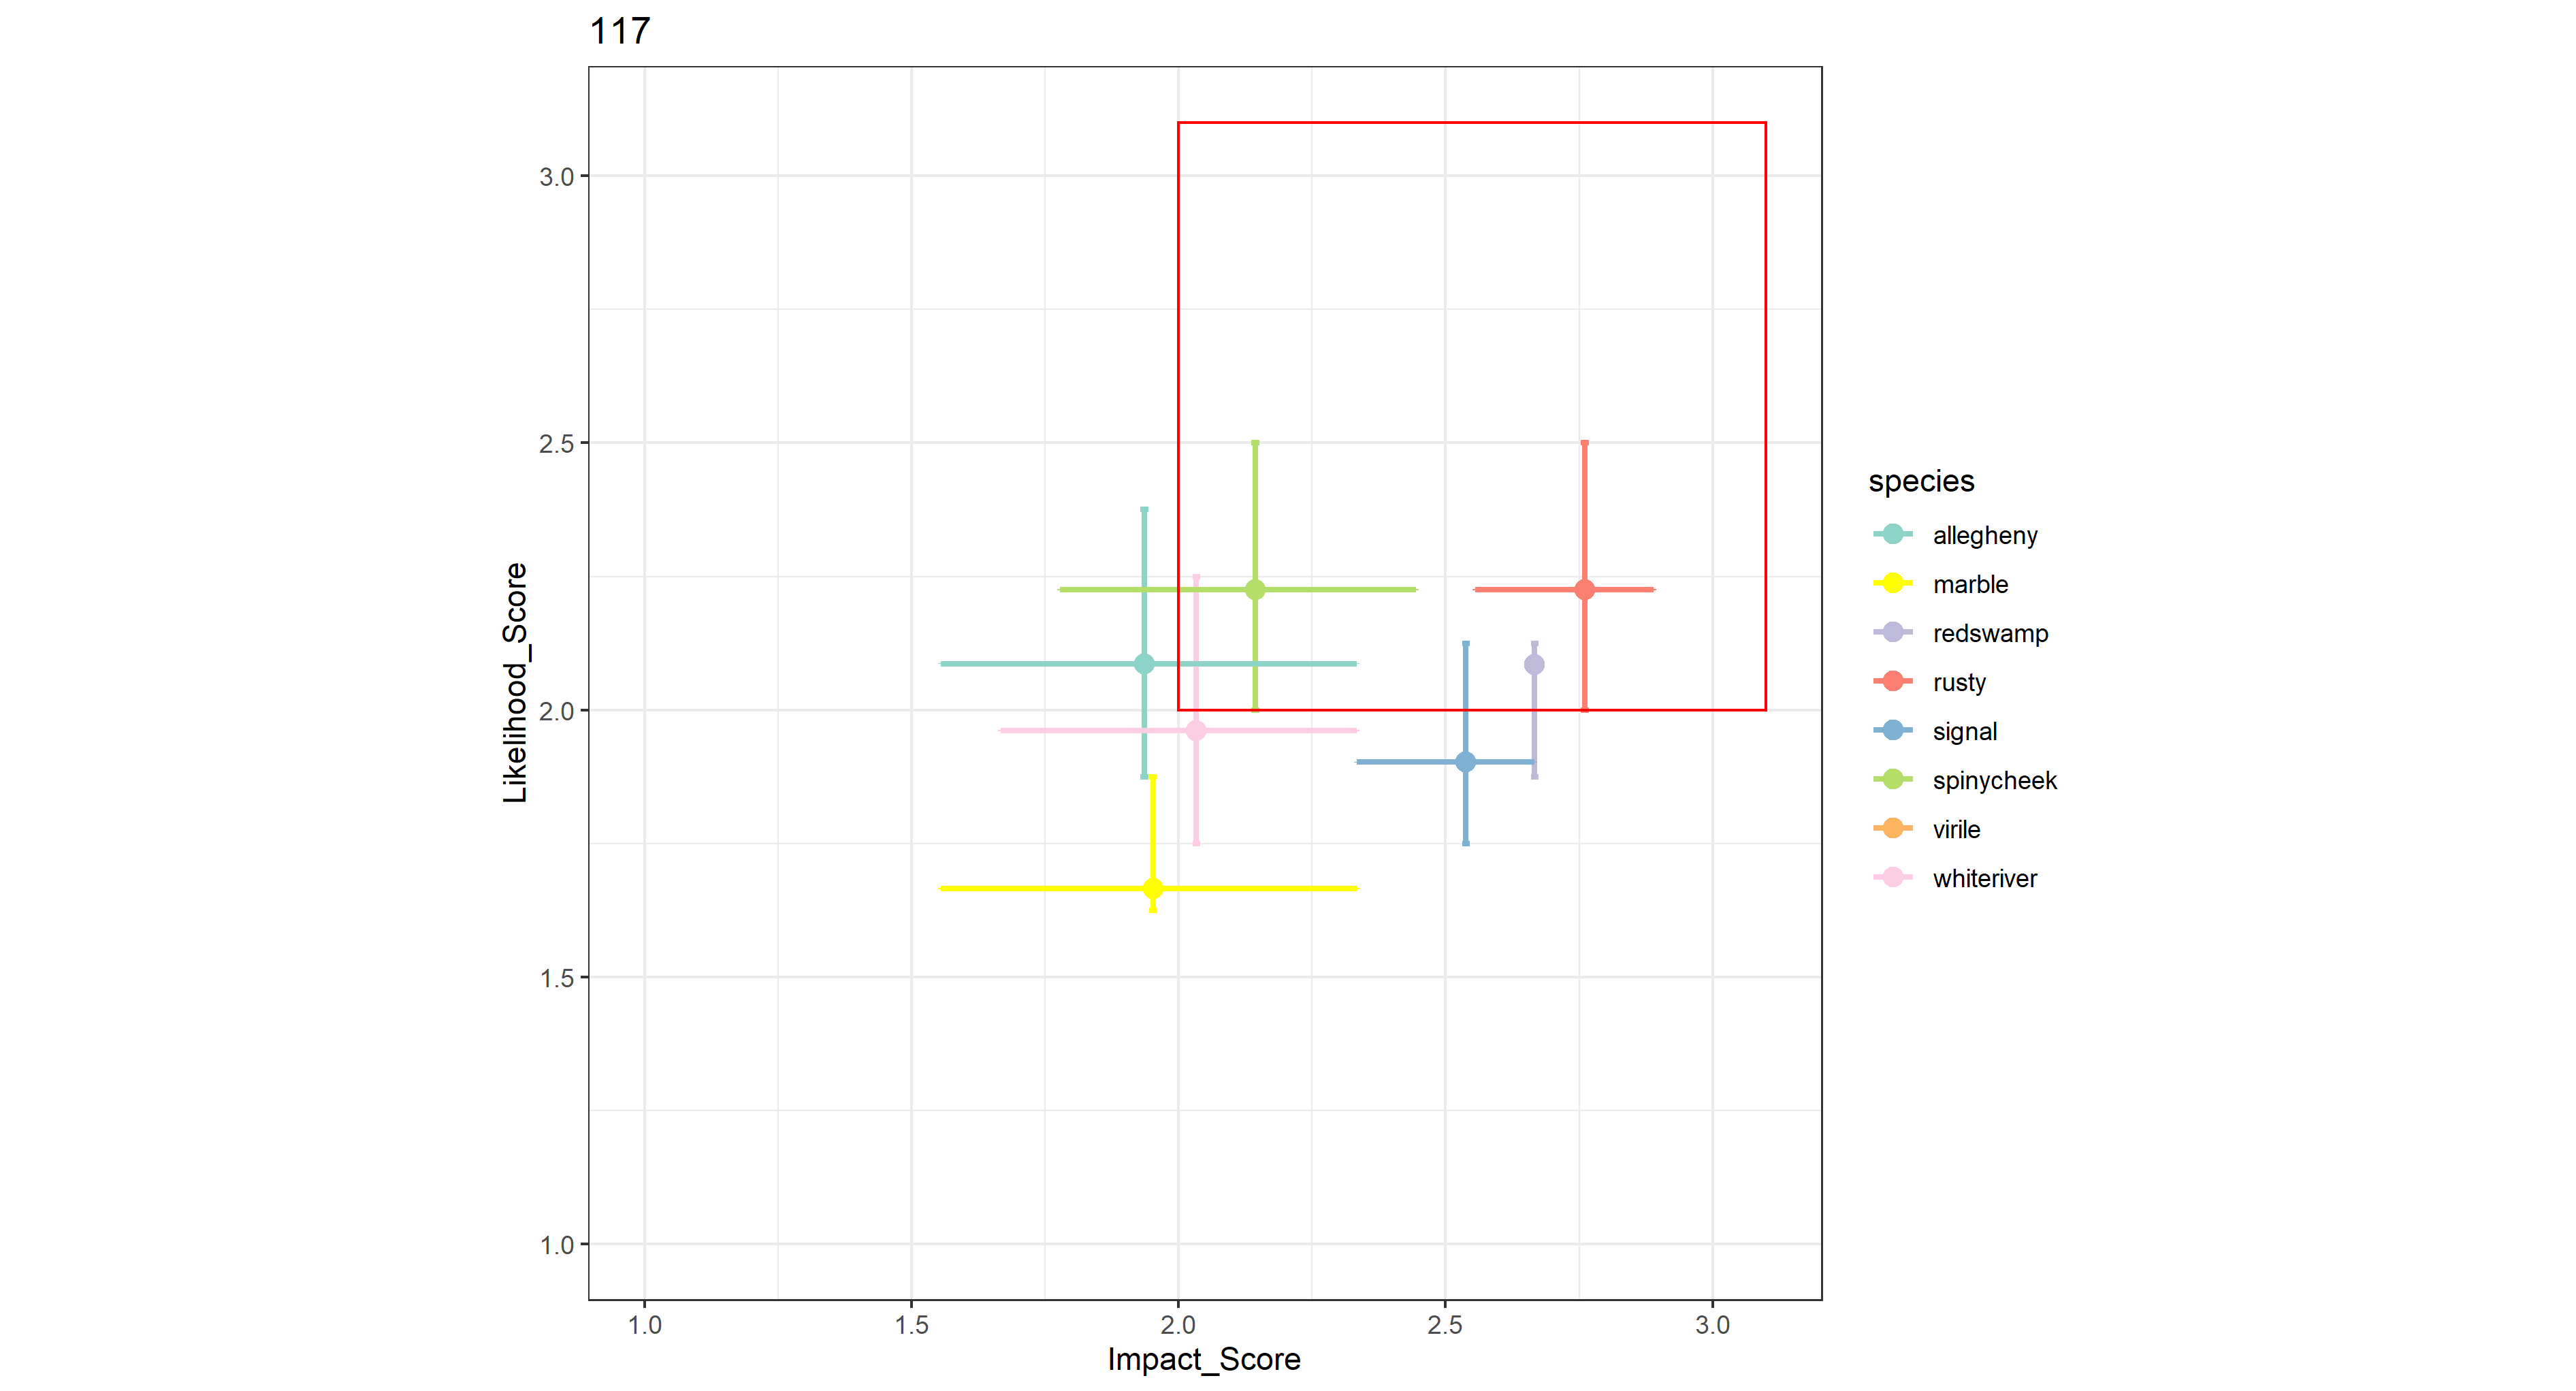 117
3.0
2.5
2.0
1.5
1.0
Likelihood_Score
1.0 1.5 2.0 2.5 3.0
Impact_Score
species
allegheny
marble
redswamp
rusty
signal
spinycheek
virile
whiteriver